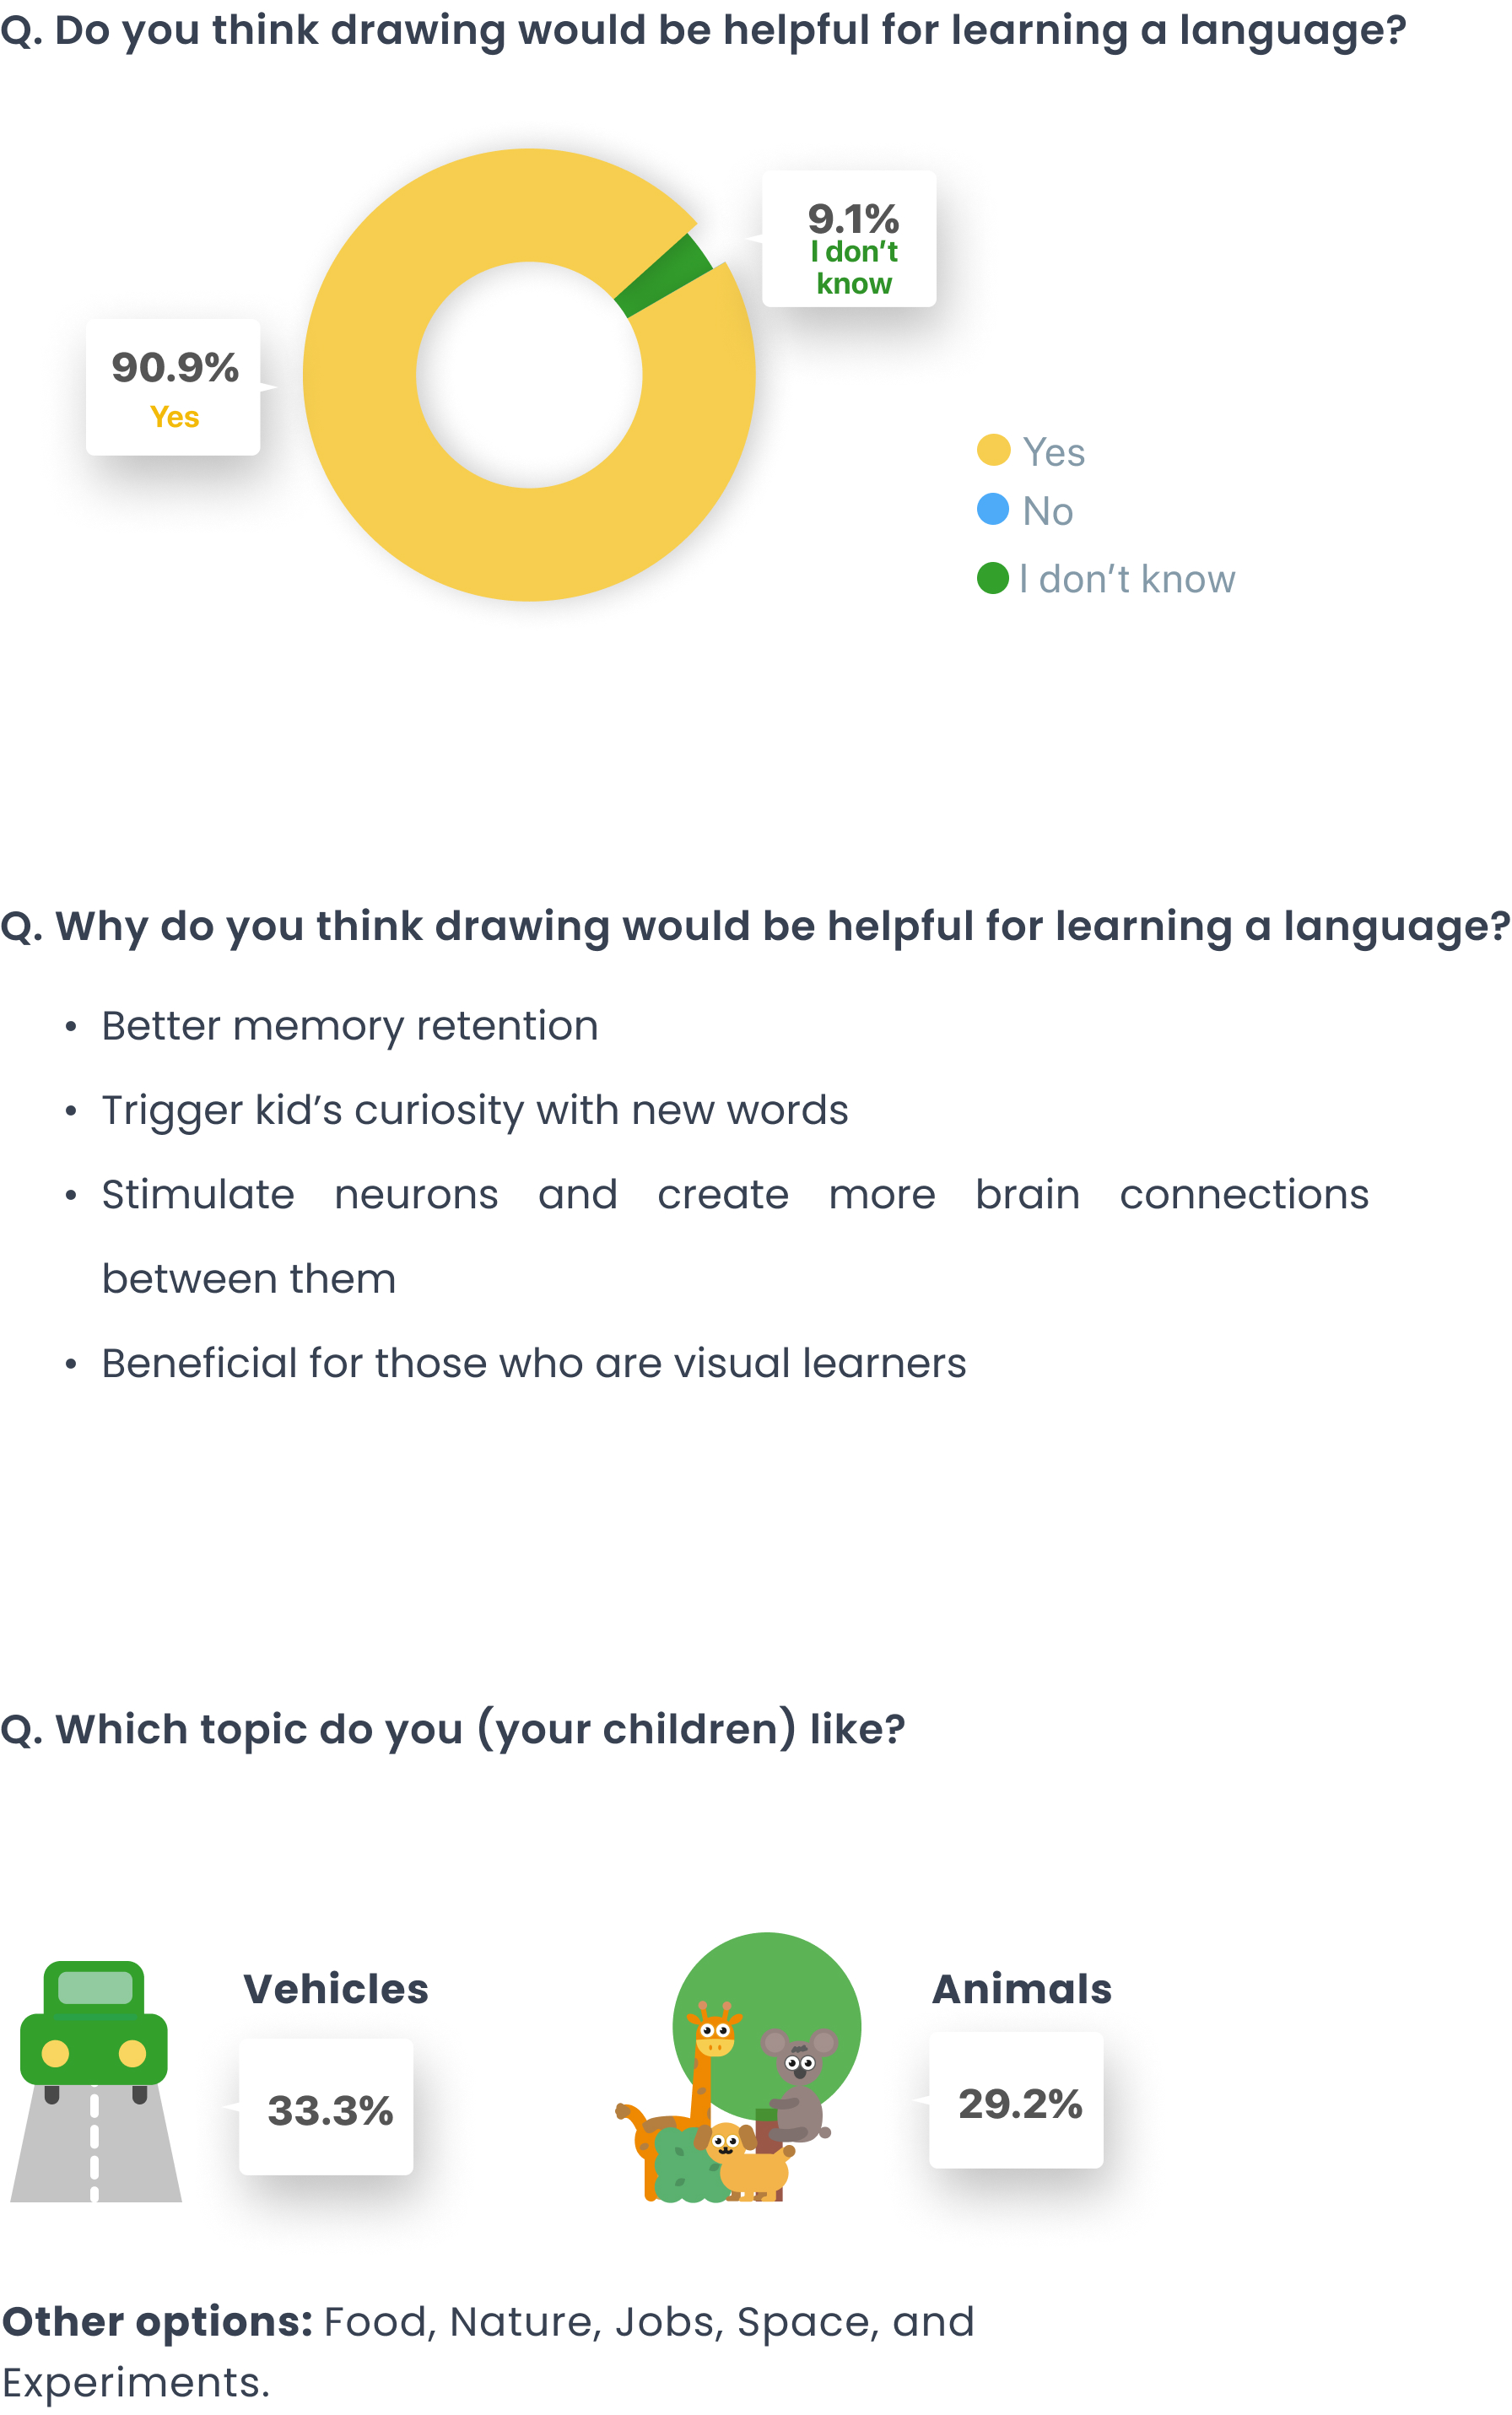 Q. Do you think drawing would be helpful for learning a language?
9.1%
I don’t
know
90.9%
Yes
Yes
No
I don’t know
Q. Why do you think drawing would be helpful for learning a language?
• Better memory retention
• Trigger kid’s curiosity with new words
• Stimulate neurons and create more brain connections
between them
• Beneficial for those who are visual learners
Q. Which topic do you (your children) like?
Vehicles
33.3%
Animals
29.2%
Other options: Food, Nature, Jobs, Space, and
Experiments.